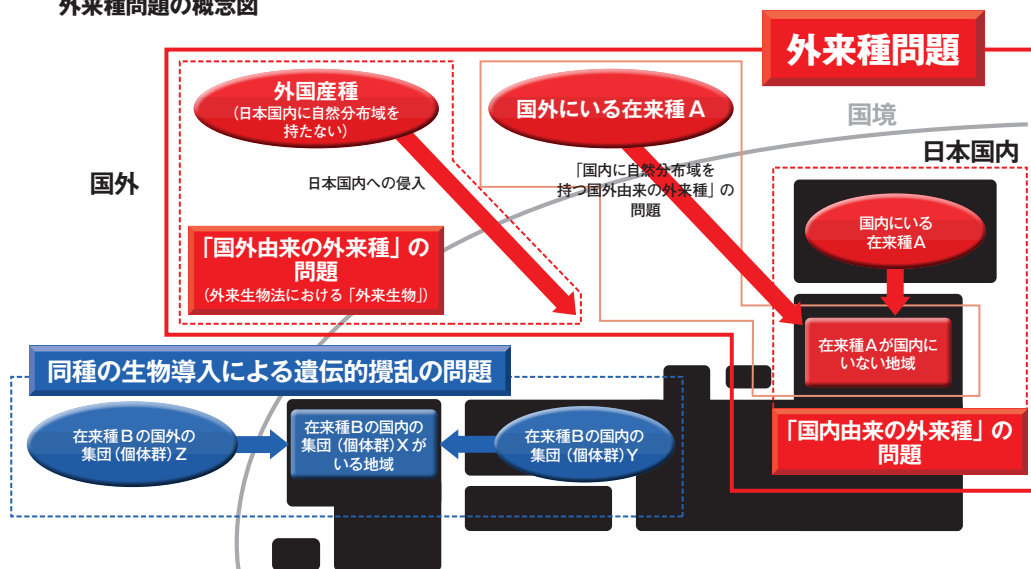 外来種問題の概念図
外来種問題
外国産種
(日本国内に自然分布域を
持たない)
国外にいる在来種A
国境
日本国内
国外
日本国内への侵入
「国内に自然分布域を
持つ国外由来の外来種」の
問題
国内にいる
在来種A
「国外由来の外来種」の
問題
(外来生物法における「外来生物」)
在来種Aが国内に
いない地域
同種の生物導入による遺伝的攪乱の問題
在来種Bの国外の
集団(個体群)Z
在来種Bの国内の
集団(個体群)Xが
いる地域
在来種Bの国内の
集団(個体群)Y
「国内由来の外来種」の
問題